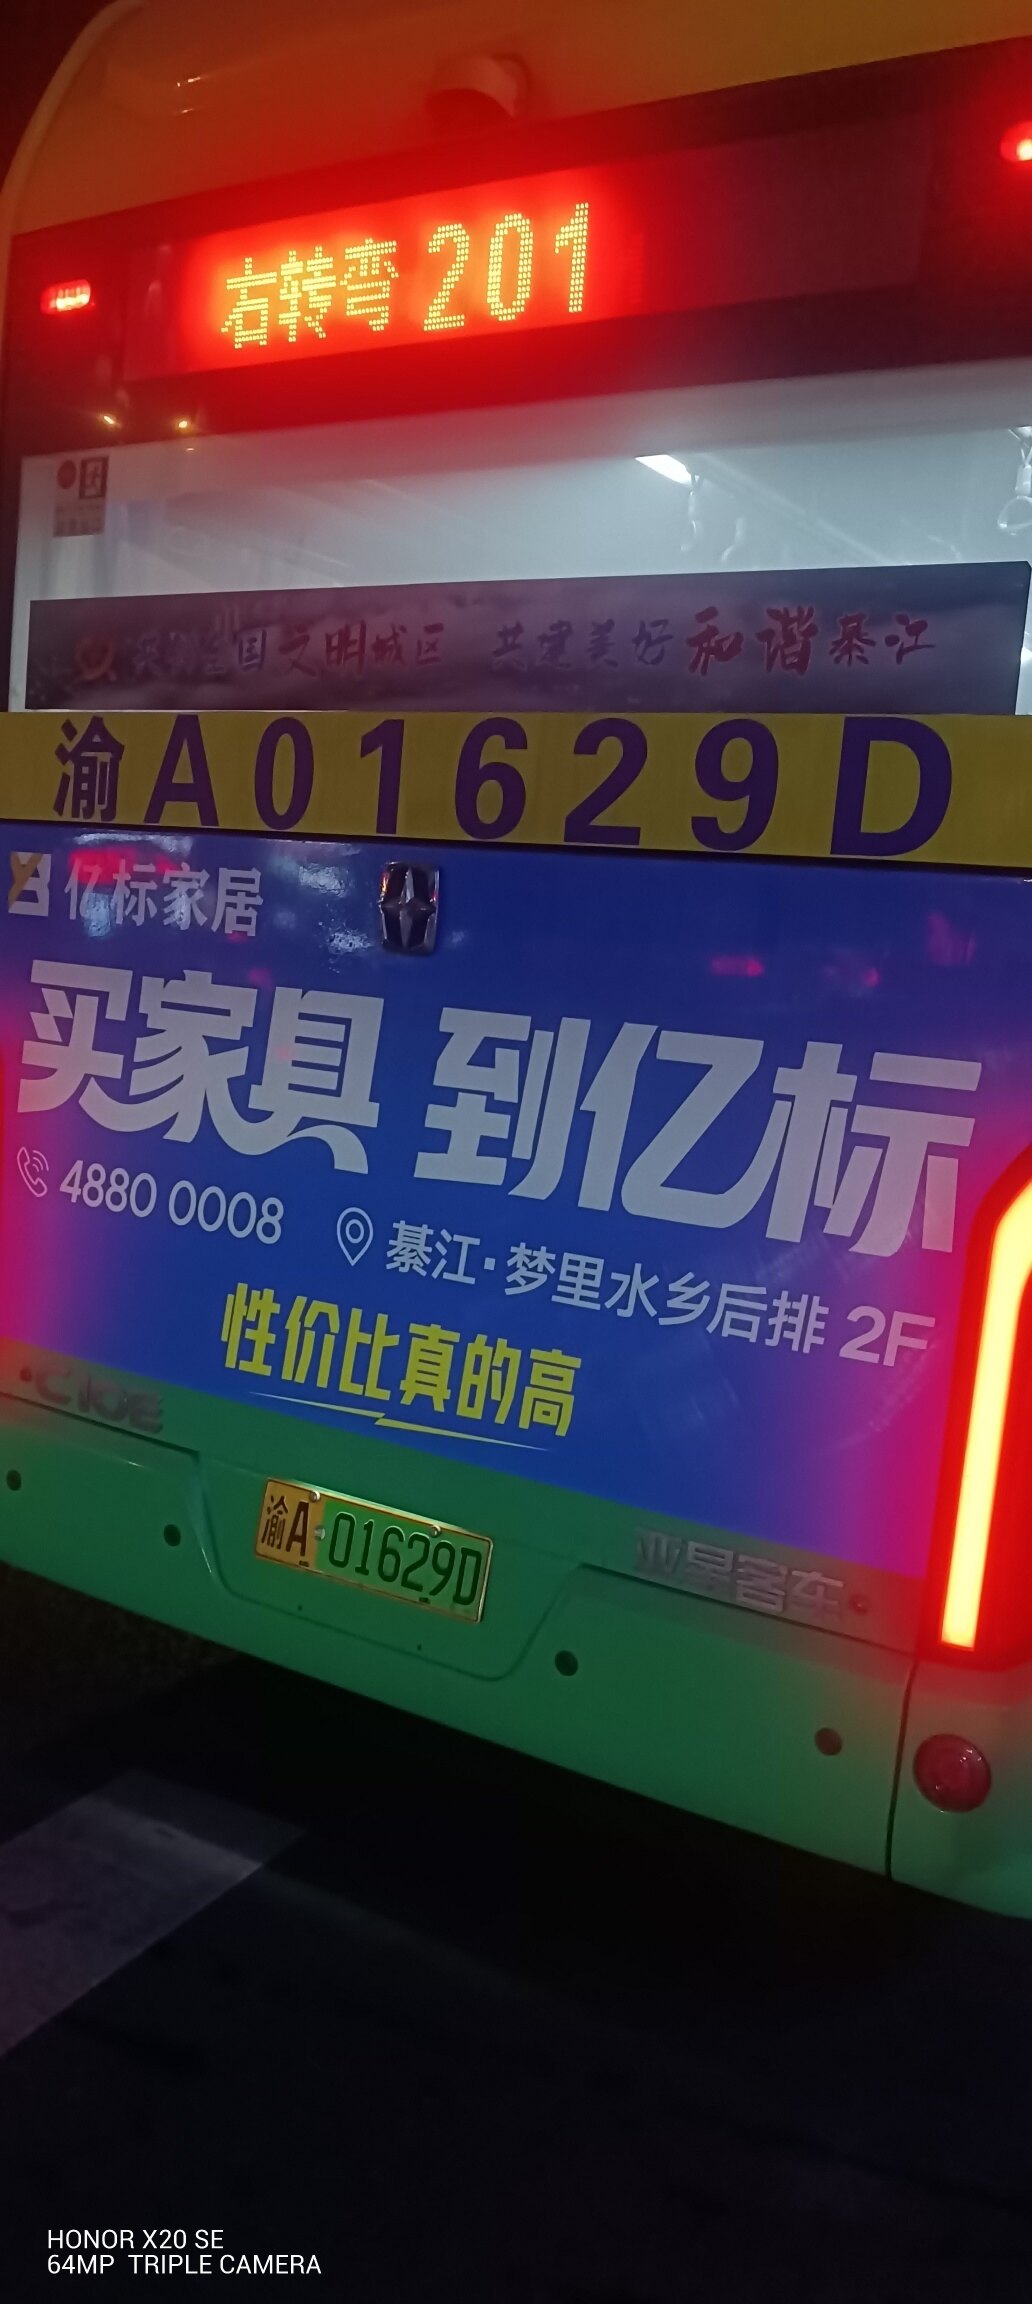 右转弯 201
全国文明城区 共建美好 和谐綦江
渝A01629D
亿标家居
买家具 到亿标
4880 0008
綦江·梦里水乡后排 2F
性价比真的高
C10E
渝A·01629D
亚星客车
HONOR X20 SE
64MP TRIPLE CAMERA